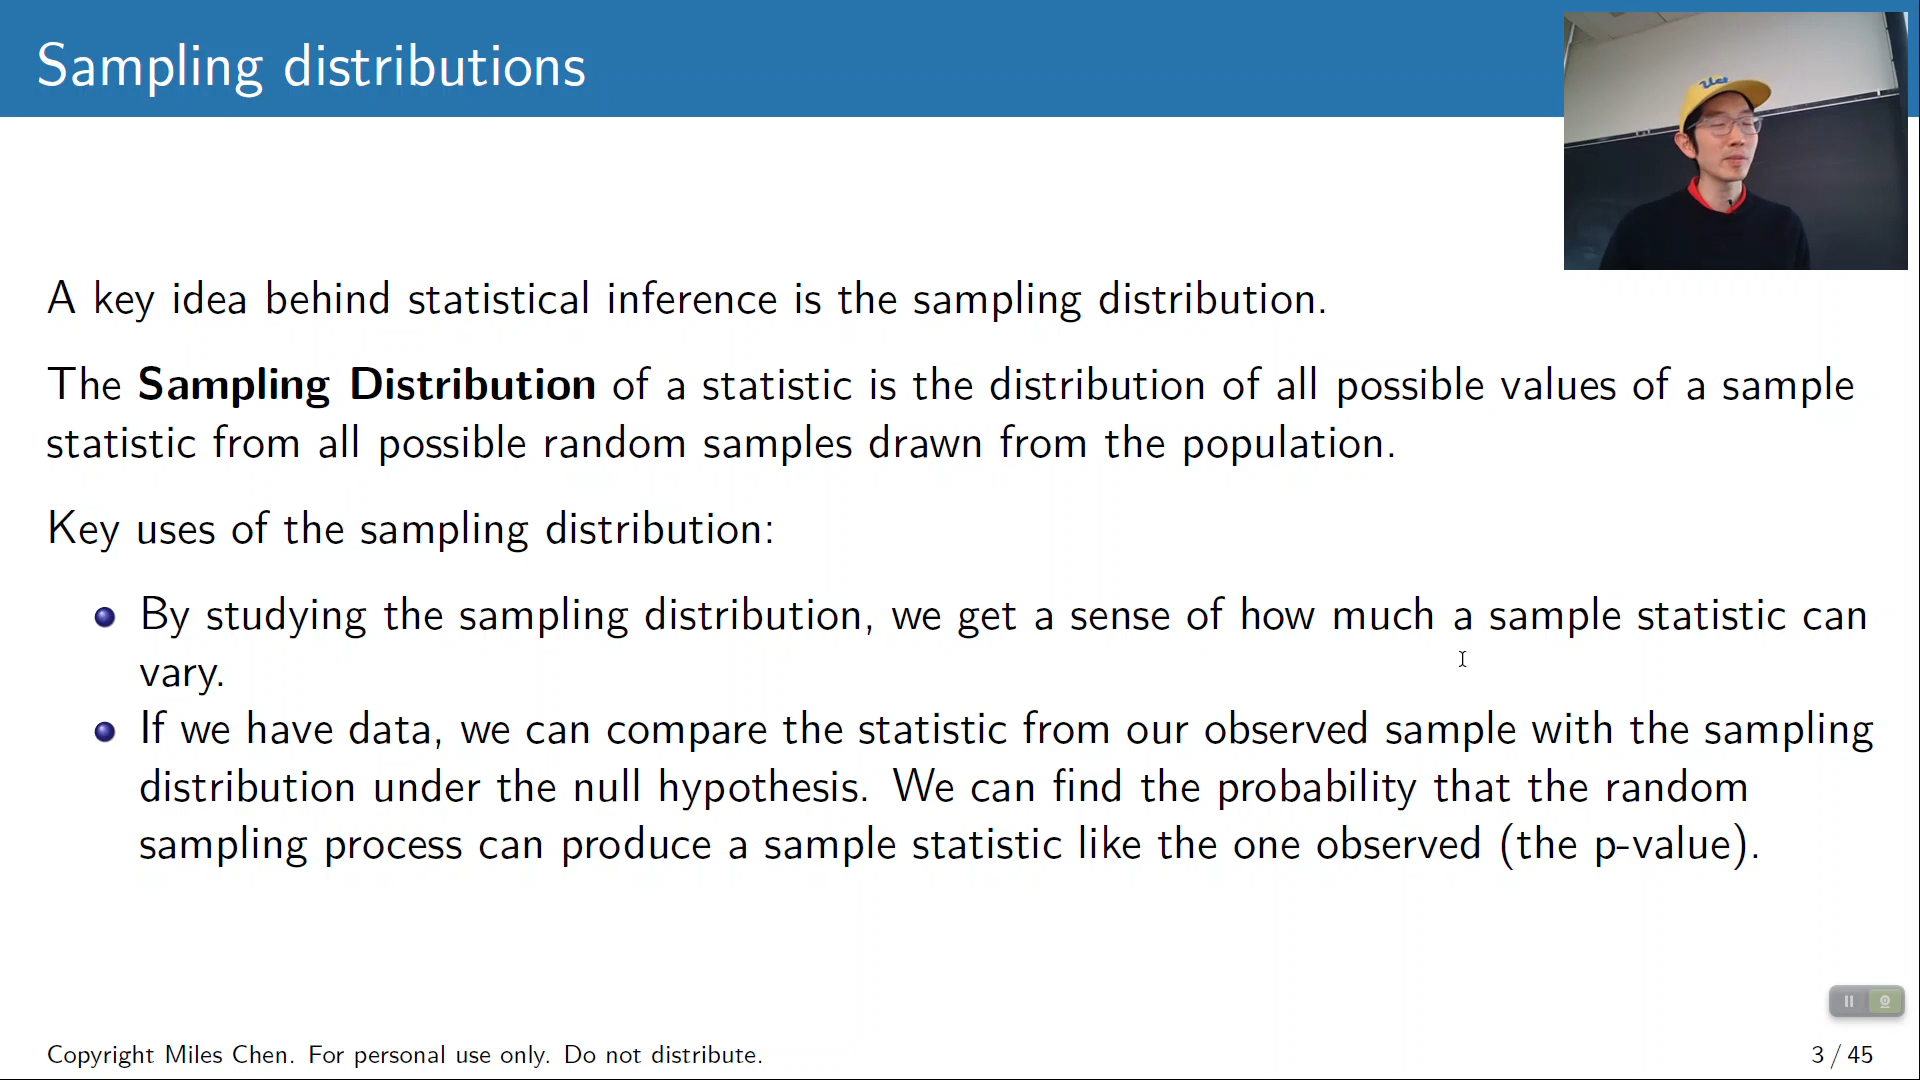 Sampling distributions
A key idea behind statistical inference is the sampling distribution.
The Sampling Distribution of a statistic is the distribution of all possible values of a sample
statistic from all possible random samples drawn from the population.
Key uses of the sampling distribution:
By studying the sampling distribution, we get a sense of how much a sample statistic can
vary.
If we have data, we can compare the statistic from our observed sample with the sampling
distribution under the null hypothesis. We can find the probability that the random
sampling process can produce a sample statistic like the one observed (the p-value).
Copyright Miles Chen. For personal use only. Do not distribute.
3 / 45